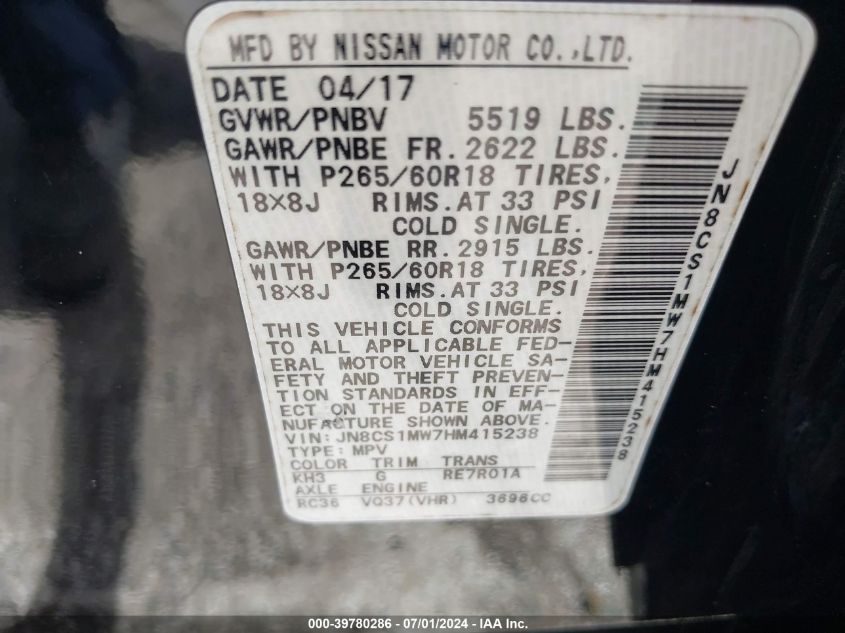 MFD BY NISSAN MOTOR CO.,LTD.
DATE 04/17
GVWR/PNBV 5519 LBS.
GAWR/PNBE FR. 2622 LBS.
WITH P265/60R18 TIRES,
18X8J RIMS.AT 33 PSI
COLD SINGLE.
GAWR/PNBE RR. 2915 LBS.
WITH P265/60R18 TIRES,
18X8J RIMS.AT 33 PSI
COLD SINGLE.
THIS VEHICLE CONFORMS
TO ALL APPLICABLE FED-
ERAL MOTOR VEHICLE SA-
FETY AND THEFT PREVEN-
TION STANDARDS IN EFF-
ECT ON THE DATE OF MA-
NUFACTURE SHOWN ABOVE.
VIN:JN8CS1MW7HM415238
TYPE:MPV
COLOR TRIM TRANS
KH3 G RE7R01A
AXLE ENGINE
RC36 VQ37(VHR) 3696CC
JN8CS1MW7HM415238
000-39780286 - 07/01/2024 - IAA Inc.